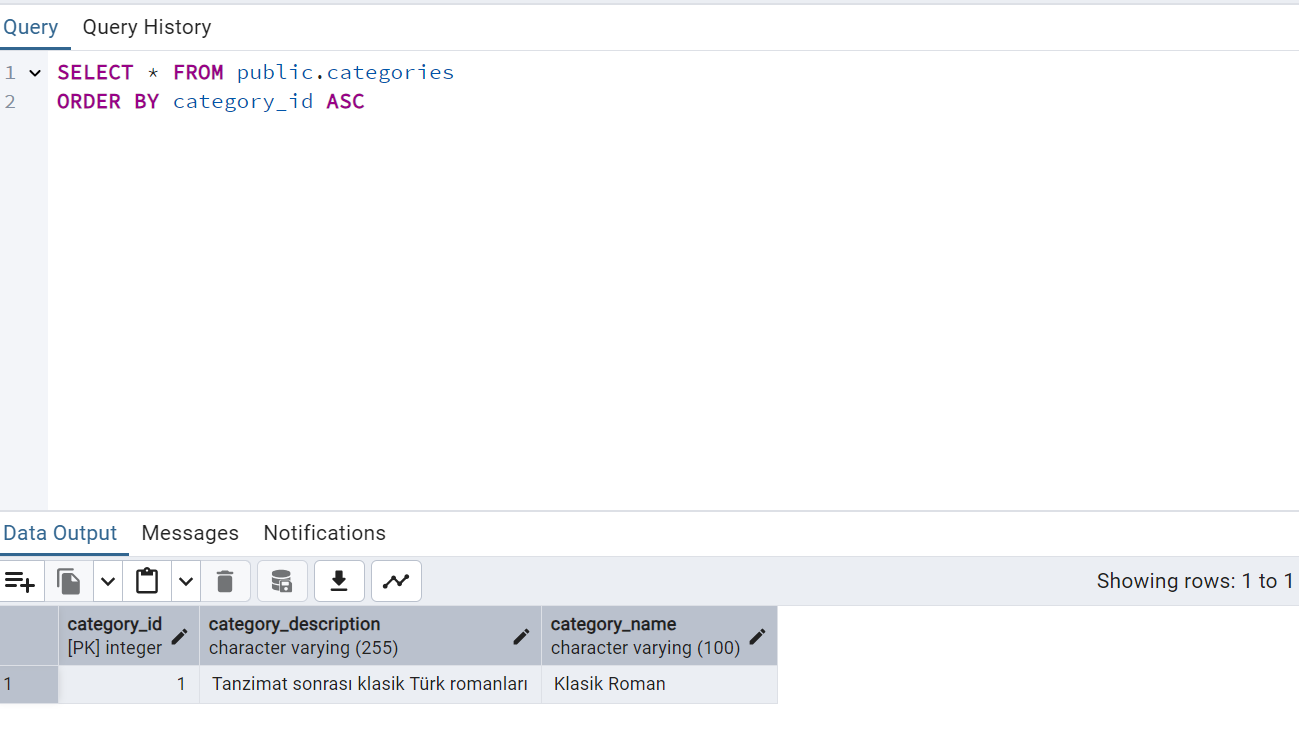 Query Query History
1 SELECT * FROM public.categories
2 ORDER BY category_id ASC
Data Output Messages Notifications
Showing rows: 1 to 1
category_id category_description category_name
[PK] integer character varying (255) character varying (100)
1 1 Tanzimat sonrası klasik Türk romanları Klasik Roman